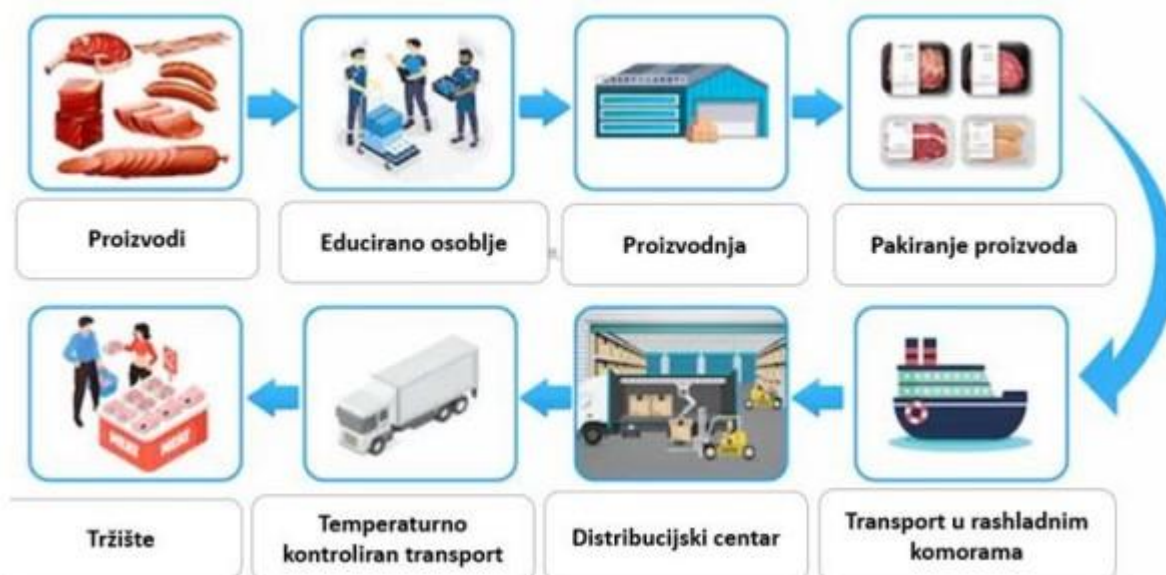 Proizvodi
Educirano osoblje
Proizvodnja
Pakiranje proizvoda
Tržište
Temperaturno
kontroliran transport
Distribucijski centar
Transport u rashladnim
komorama